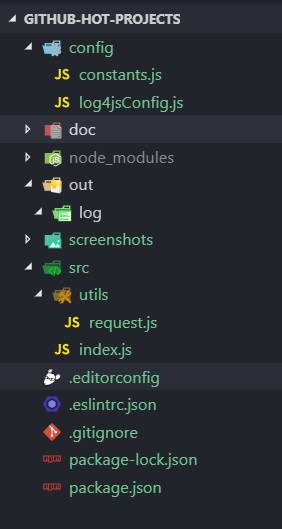 GITHUB-HOT-PROJECTS
config
JS constants.js
JS log4jsConfig.js
doc
node_modules
out
log
screenshots
src
utils
JS request.js
JS index.js
.editorconfig
.eslintrc.json
.gitignore
package-lock.json
package.json